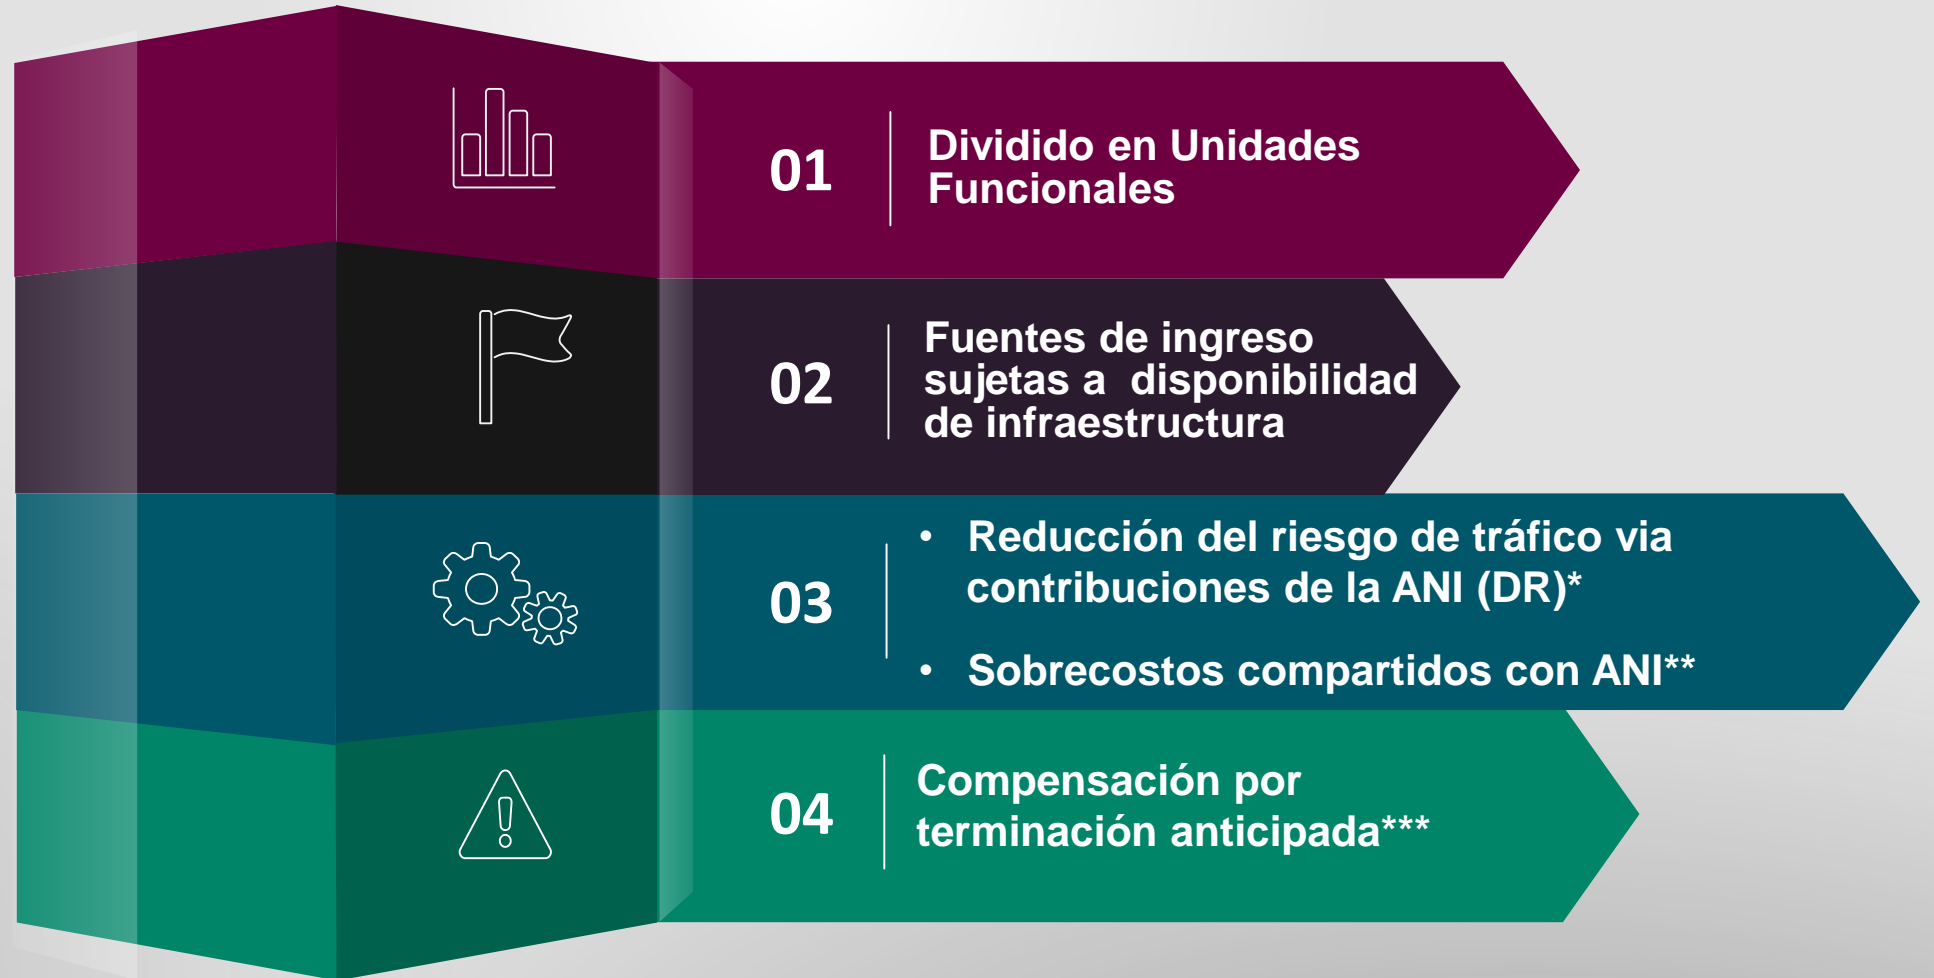 01
Dividido en Unidades
Funcionales
02
Fuentes de ingreso
sujetas a  disponibilidad
de infraestructura
03
• Reducción del riesgo de tráfico via
contribuciones de la ANI (DR)*
• Sobrecostos compartidos con ANI**
04
Compensación por
terminación anticipada***